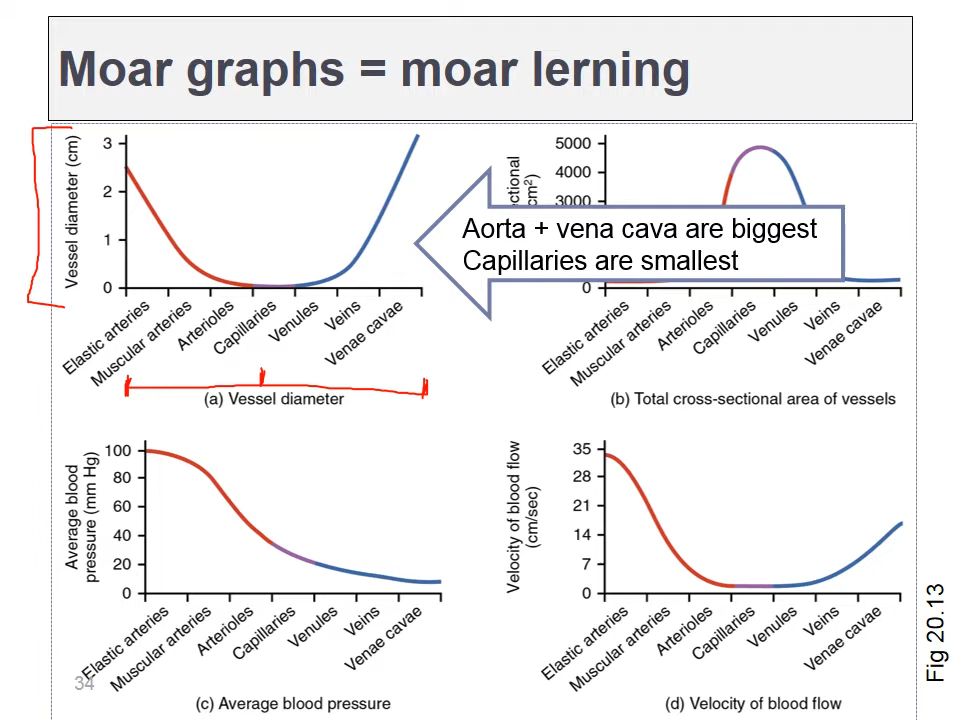 Moar graphs = moar lerning
Vessel diameter (cm)
3
2
1
0
Elastic arteries
Muscular arteries
Arterioles
Capillaries
Venules
Veins
Venae cavae
(a) Vessel diameter
ectional
cm²)
5000
4000
3000
0
Aorta + vena cava are biggest
Capillaries are smallest
Elastic arteries
Muscular arteries
Arterioles
Capillaries
Venules
Veins
Venae cavae
(b) Total cross-sectional area of vessels
Average blood
pressure (mm Hg)
100
80
60
40
20
0
Elastic arteries
Muscular arteries
Arterioles
Capillaries
Venules
Veins
Venae cavae
(c) Average blood pressure
Velocity of blood flow
(cm/sec)
35
28
21
14
7
0
Elastic arteries
Muscular arteries
Arterioles
Capillaries
Venules
Veins
Venae cavae
(d) Velocity of blood flow
Fig 20.13
34